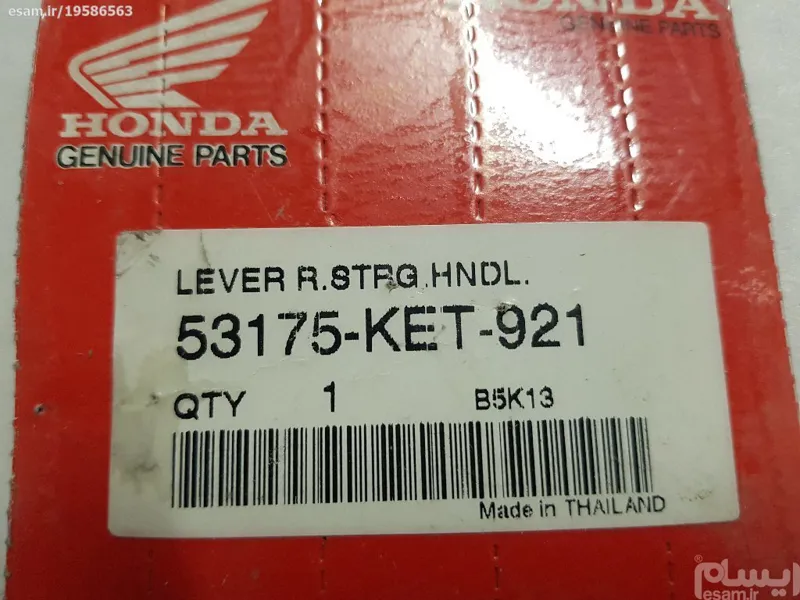 esam.ir/19586563
HONDA
GENUINE PARTS
HONDA
GENUINE PARTS
LEVER R.STRG.HNDL.
53175-KET-921
QTY 1 B5K13
Made in THAILAND
ایسام®
esam.ir